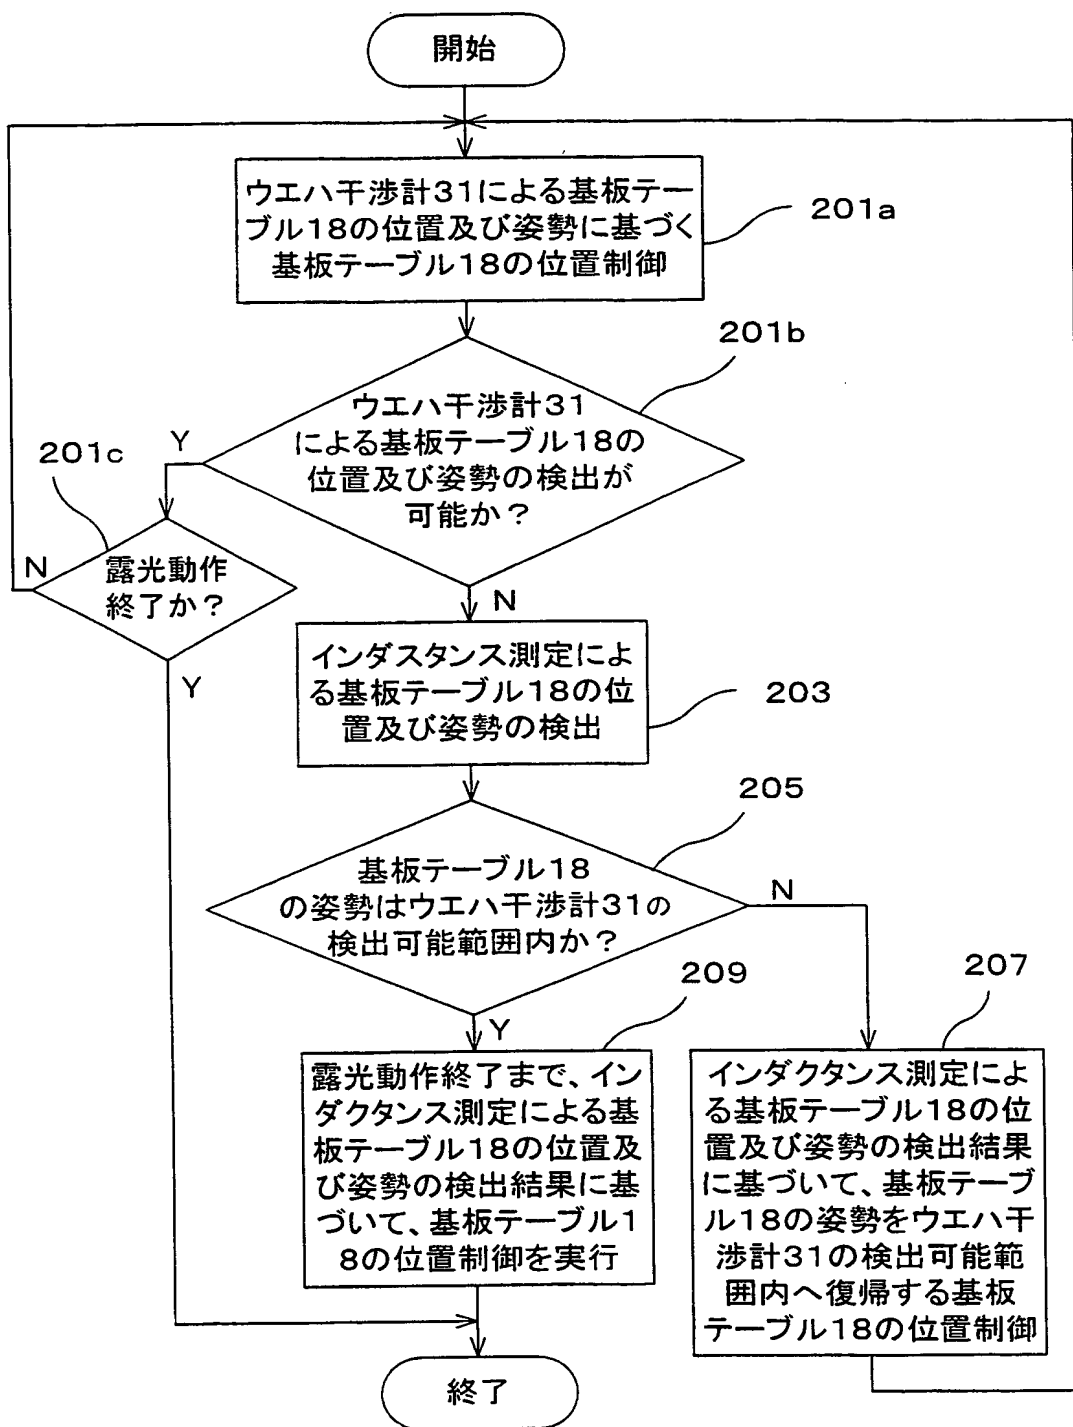 開始
ウエハ干渉計31による基板テー
ブル18の位置及び姿勢に基づく
基板テーブル18の位置制御
201a
201b
ウエハ干渉計31
による基板テーブル18の
位置及び姿勢の検出が
可能か？
Y
201c
N
露光動作
終了か？
Y
N
インダスタンス測定によ
る基板テーブル18の位
置及び姿勢の検出
203
205
基板テーブル18
の姿勢はウエハ干渉計31の
検出可能範囲内か？
N
209
207
Y
露光動作終了まで、イン
ダクタンス測定による基
板テーブル18の位置及
び姿勢の検出結果に基
づいて、基板テーブル1
8の位置制御を実行
インダクタンス測定によ
る基板テーブル18の位
置及び姿勢の検出結果
に基づいて、基板テーブ
ル18の姿勢をウエハ干
渉計31の検出可能範
囲内へ復帰する基板
テーブル18の位置制御
終了